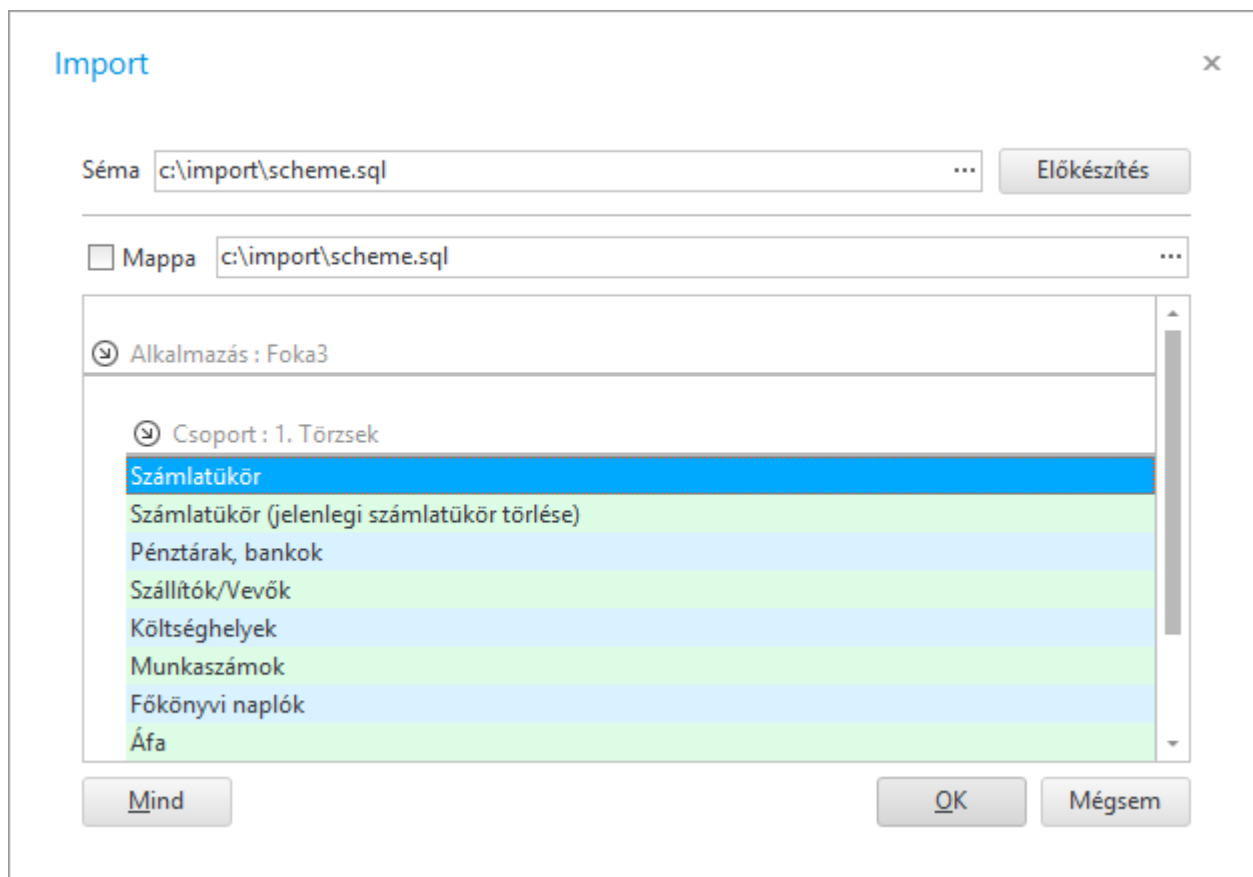 Import
Séma c:\import\scheme.sql ... Előkészítés
Mappa c:\import\scheme.sql ...
Alkalmazás : Foka3
Csoport : 1. Törzsek
Számlatükör
Számlatükör (jelenlegi számlatükör törlése)
Pénztárak, bankok
Szállítók/Vevők
Költséghelyek
Munkaszámok
Főkönyvi naplók
Áfa
Mind OK Mégsem